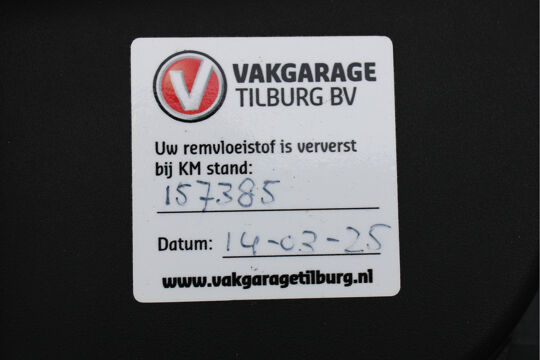 V VAKGARAGE
TILBURG BV
Uw remvloeistof is ververst
bij KM stand:
157385
Datum: 14-03-25
www.vakgaragetilburg.nl